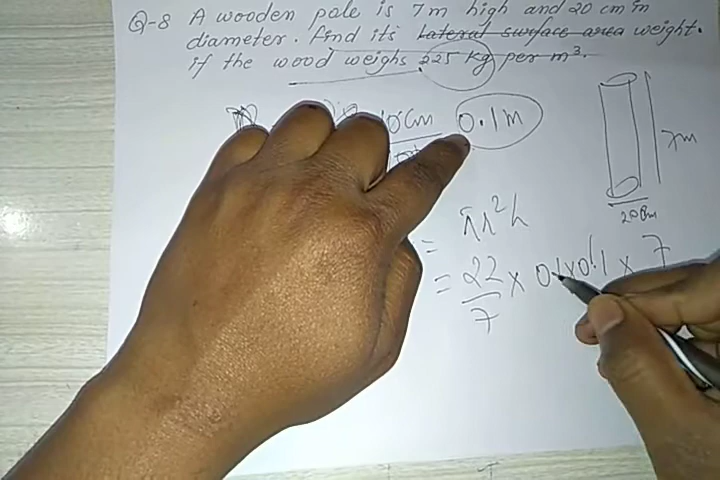 Q-8 A wooden pole is 7m high and 20 cm in
diameter. find its lateral surface area weight.
if the wood weighs 225 kg per m³.
10cm 0.1m
7m
20cm
= πr²h
= 22/7 × 0.1×0.1 × 7